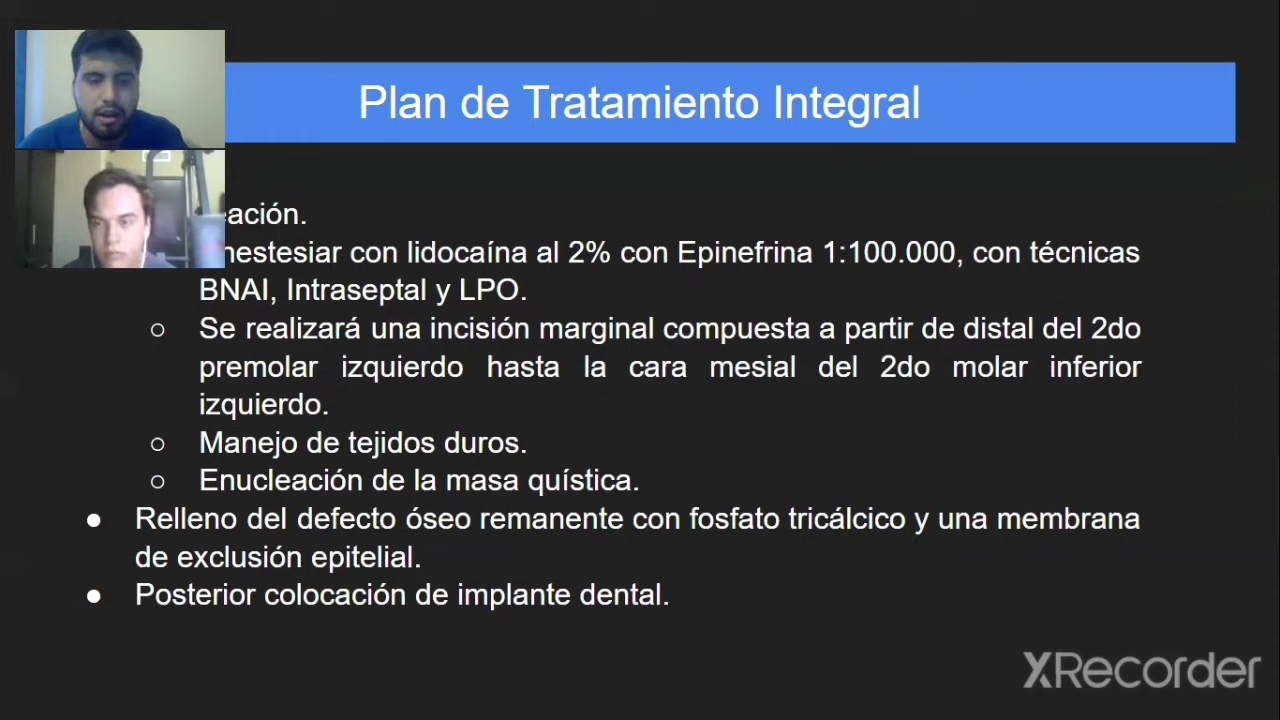 Plan de Tratamiento Integral
eación.
nestesiar con lidocaína al 2% con Epinefrina 1:100.000, con técnicas
BNAI, Intraseptal y LPO.
○ Se realizará una incisión marginal compuesta a partir de distal del 2do
premolar izquierdo hasta la cara mesial del 2do molar inferior
izquierdo.
○ Manejo de tejidos duros.
○ Enucleación de la masa quística.
● Relleno del defecto óseo remanente con fosfato tricálcico y una membrana
de exclusión epitelial.
● Posterior colocación de implante dental.
XRecorder